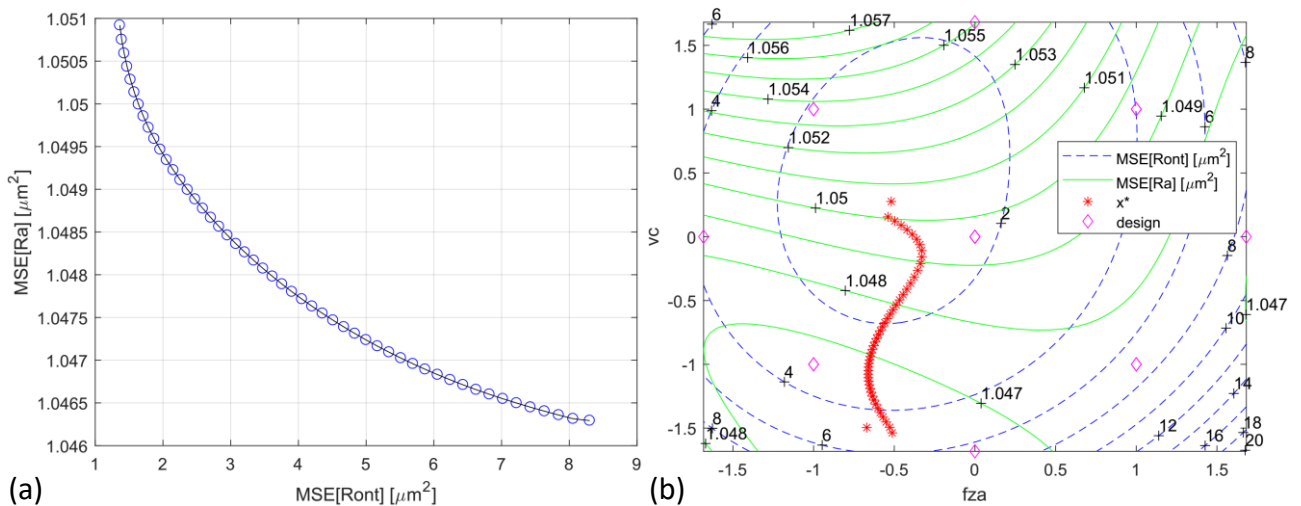 1.051
1.0505
1.05
1.0495
1.049
1.0485
1.048
1.0475
1.047
1.0465
1.046
MSE[Ra] [μm²]
1 2 3 4 5 6 7 8 9
MSE[Ront] [μm²]
(a)
1.5
1
0.5
0
-0.5
-1
-1.5
vc
6 1.057 1.055
1.056 1.053 8
1.054 1.051
4 1.049 6
1.052
MSE[Ront] [μm²]
MSE[Ra] [μm²]
x*
design
1.05
2
8
1.048
1.047
10
4
1.047
14
8
1.048
6
12
16
18
20
-1.5 -1 -0.5 0 0.5 1 1.5
fza
(b)